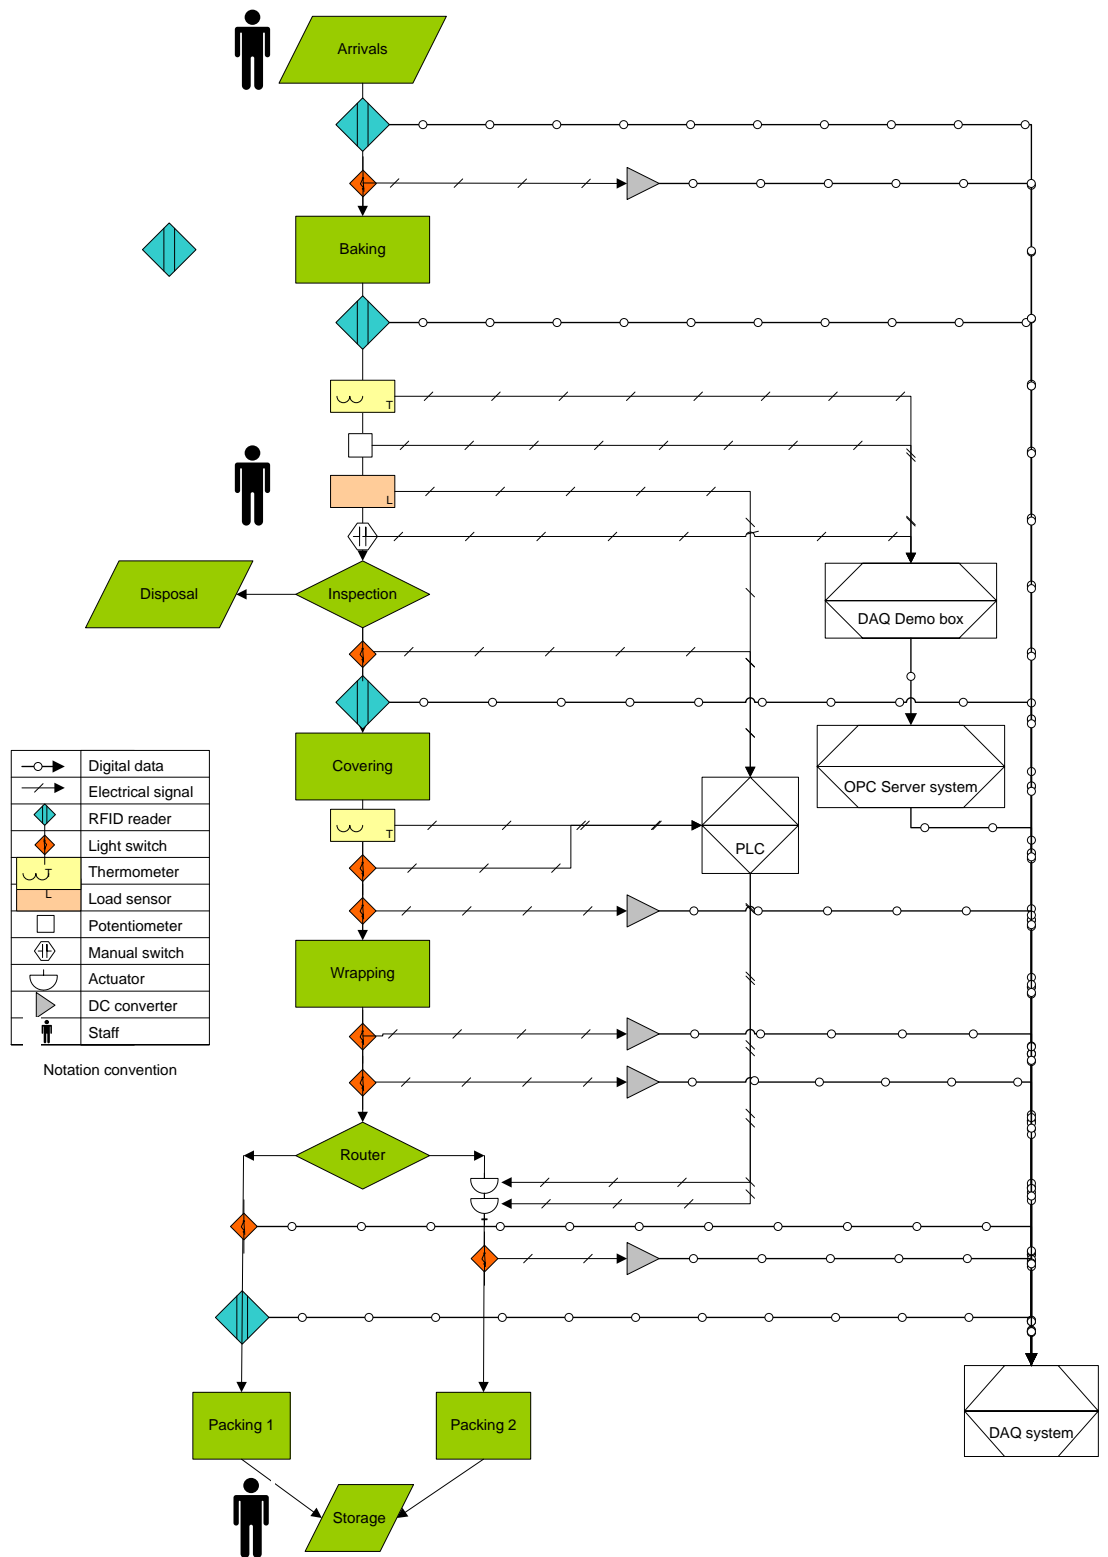 Arrivals
Baking
T
L
Disposal
Inspection
DAQ Demo box
Covering
OPC Server system
T
PLC
Digital data
Electrical signal
RFID reader
Light switch
T
Thermometer
L
Load sensor
Potentiometer
Manual switch
Actuator
DC converter
Staff
Notation convention
Wrapping
Router
Packing 1
Packing 2
DAQ system
Storage